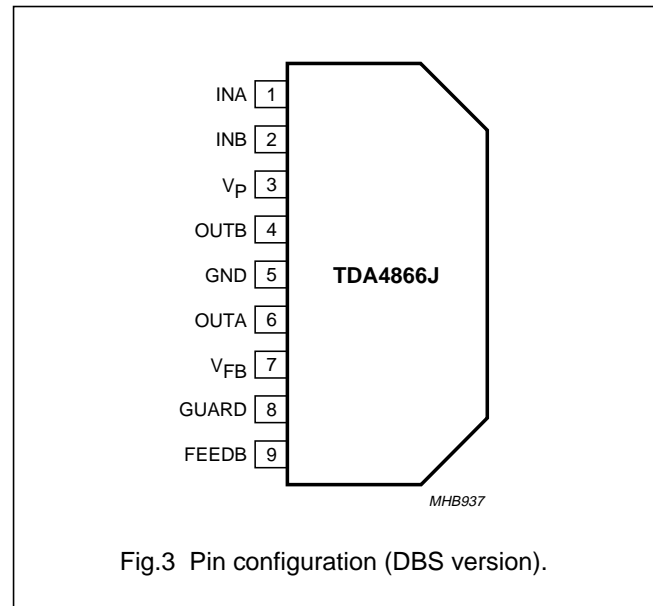 INA 1
INB 2
VP 3
OUTB 4
GND 5
OUTA 6
VFB 7
GUARD 8
FEEDB 9
TDA4866J
MHB937
Fig.3 Pin configuration (DBS version).